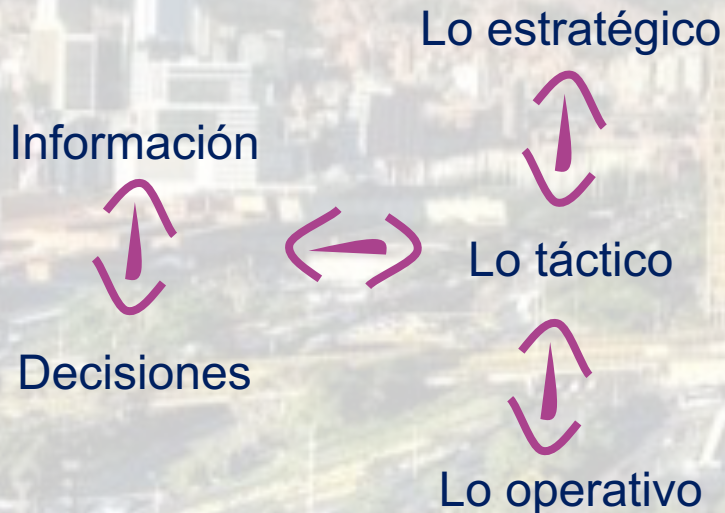 Lo estratégico
Información
Lo táctico
Decisiones
Lo operativo